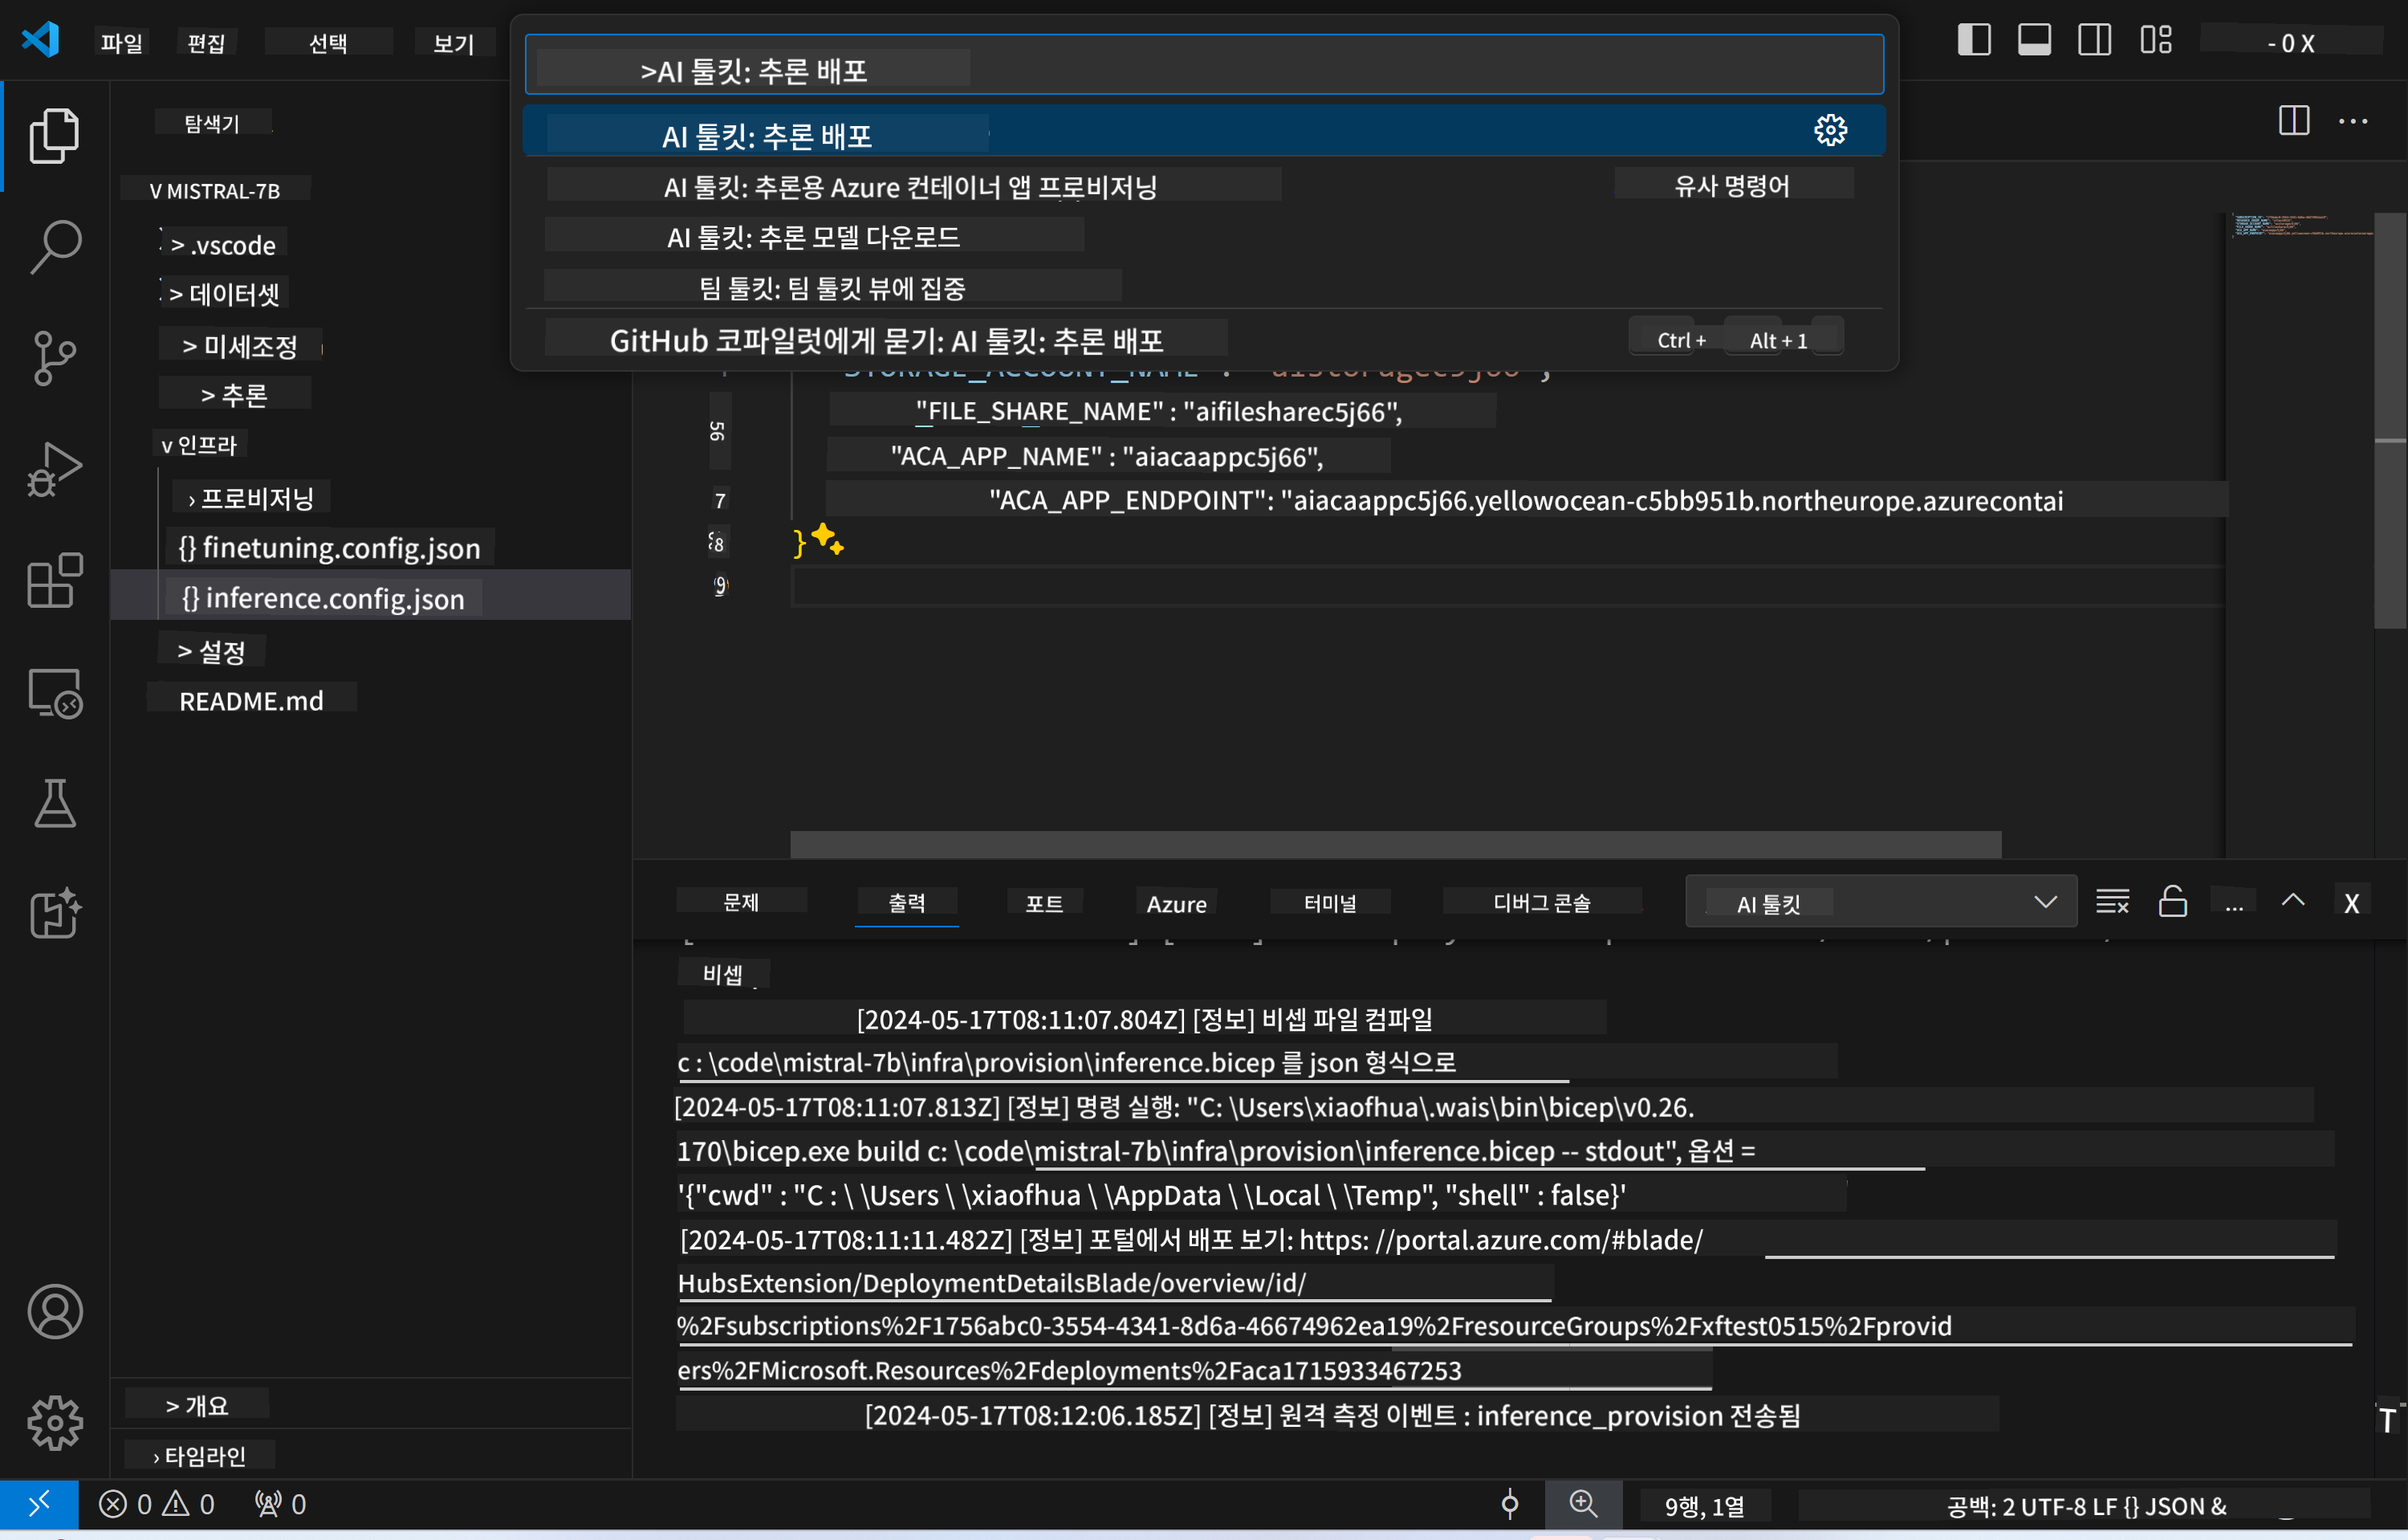 파일 편집 선택 보기
- 0 X
>AI 툴킷: 추론 배포
AI 툴킷: 추론 배포
AI 툴킷: 추론용 Azure 컨테이너 앱 프로비저닝 유사 명령어
AI 툴킷: 추론 모델 다운로드
팀 툴킷: 팀 툴킷 뷰에 집중
GitHub 코파일럿에게 묻기: AI 툴킷: 추론 배포 Ctrl + Alt + 1
탐색기
V MISTRAL-7B
> .vscode
> 데이터셋
> 미세조정
> 추론
v 인프라
› 프로비저닝
{} finetuning.config.json
{} inference.config.json
> 설정
README.md
> 개요
› 타임라인
"FILE_SHARE_NAME" : "aifilesharec5j66",
56
"ACA_APP_NAME" : "aiacaappc5j66",
7 "ACA_APP_ENDPOINT": "aiacaappc5j66.yellowocean-c5bb951b.northeurope.azurecontai
8 }
9
문제 출력 포트 Azure 터미널 디버그 콘솔 AI 툴킷 ... X
비셉
[2024-05-17T08:11:07.804Z] [정보] 비셉 파일 컴파일
c : \code\mistral-7b\infra\provision\inference.bicep 를 json 형식으로
[2024-05-17T08:11:07.813Z] [정보] 명령 실행: "C: \Users\xiaofhua\.wais\bin\bicep\v0.26.
170\bicep.exe build c: \code\mistral-7b\infra\provision\inference.bicep -- stdout", 옵션 =
'{"cwd" : "C : \ \Users \ \xiaofhua \ \AppData \ \Local \ \Temp", "shell" : false}'
[2024-05-17T08:11:11.482Z] [정보] 포털에서 배포 보기: https: //portal.azure.com/#blade/
HubsExtension/DeploymentDetailsBlade/overview/id/
%2Fsubscriptions%2F1756abc0-3554-4341-8d6a-46674962ea19%2FresourceGroups%2Fxftest0515%2Fprovid
ers%2FMicrosoft.Resources%2Fdeployments%2Faca1715933467253
[2024-05-17T08:12:06.185Z] [정보] 원격 측정 이벤트 : inference_provision 전송됨
T
0 0 0 9행, 1열 공백: 2 UTF-8 LF {} JSON &